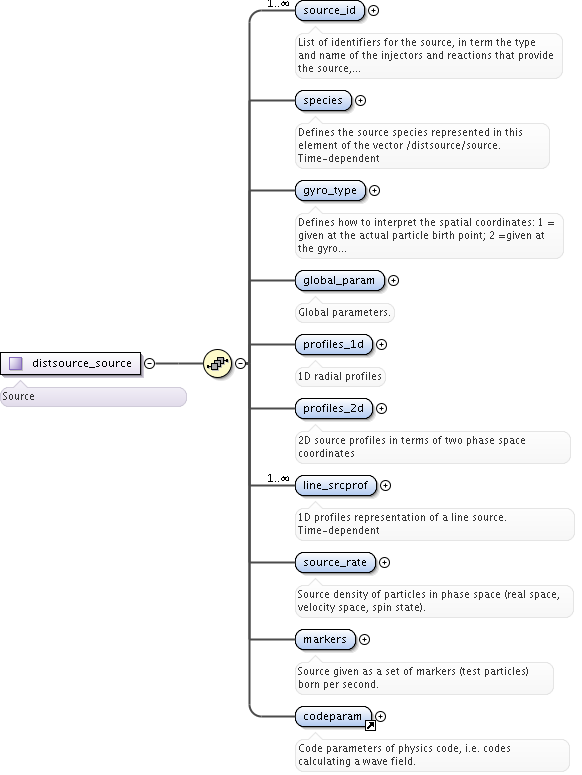 1..∞
source_id
List of identifiers for the source, in term the type
and name of the injectors and reactions that provide
the source,...
species
Defines the source species represented in this
element of the vector /distsource/source.
Time-dependent
gyro_type
Defines how to interpret the spatial coordinates: 1 =
given at the actual particle birth point; 2 =given at
the gyro...
global_param
Global parameters.
profiles_1d
distsource_source
1D radial profiles
Source
profiles_2d
2D source profiles in terms of two phase space
coordinates
1..∞
line_srcprof
1D profiles representation of a line source.
Time-dependent
source_rate
Source density of particles in phase space (real space,
velocity space, spin state).
markers
Source given as a set of markers (test particles)
born per second.
codeparam
Code parameters of physics code, i.e. codes
calculating a wave field.